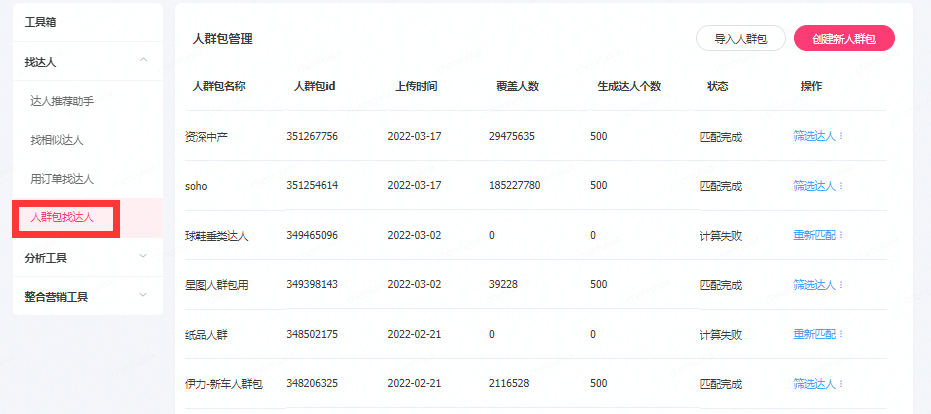 工具箱
找达人
达人推荐助手
找相似达人
用订单找达人
人群包找达人
分析工具
整合营销工具
人群包管理
导入人群包
创建新人群包
人群包名称 人群包id 上传时间 覆盖人数 生成达人个数 状态 操作
资深中产 351267756 2022-03-17 29475635 500 匹配完成 筛选达人
soho 351254614 2022-03-17 185227780 500 匹配完成 筛选达人
球鞋垂类达人 349465096 2022-03-02 0 0 计算失败 重新匹配
星图人群包用 349398143 2022-03-02 39228 500 匹配完成 筛选达人
纸品人群 348502175 2022-02-21 0 0 计算失败 重新匹配
伊力-新车人群包 348206325 2022-02-21 2116528 500 匹配完成 筛选达人